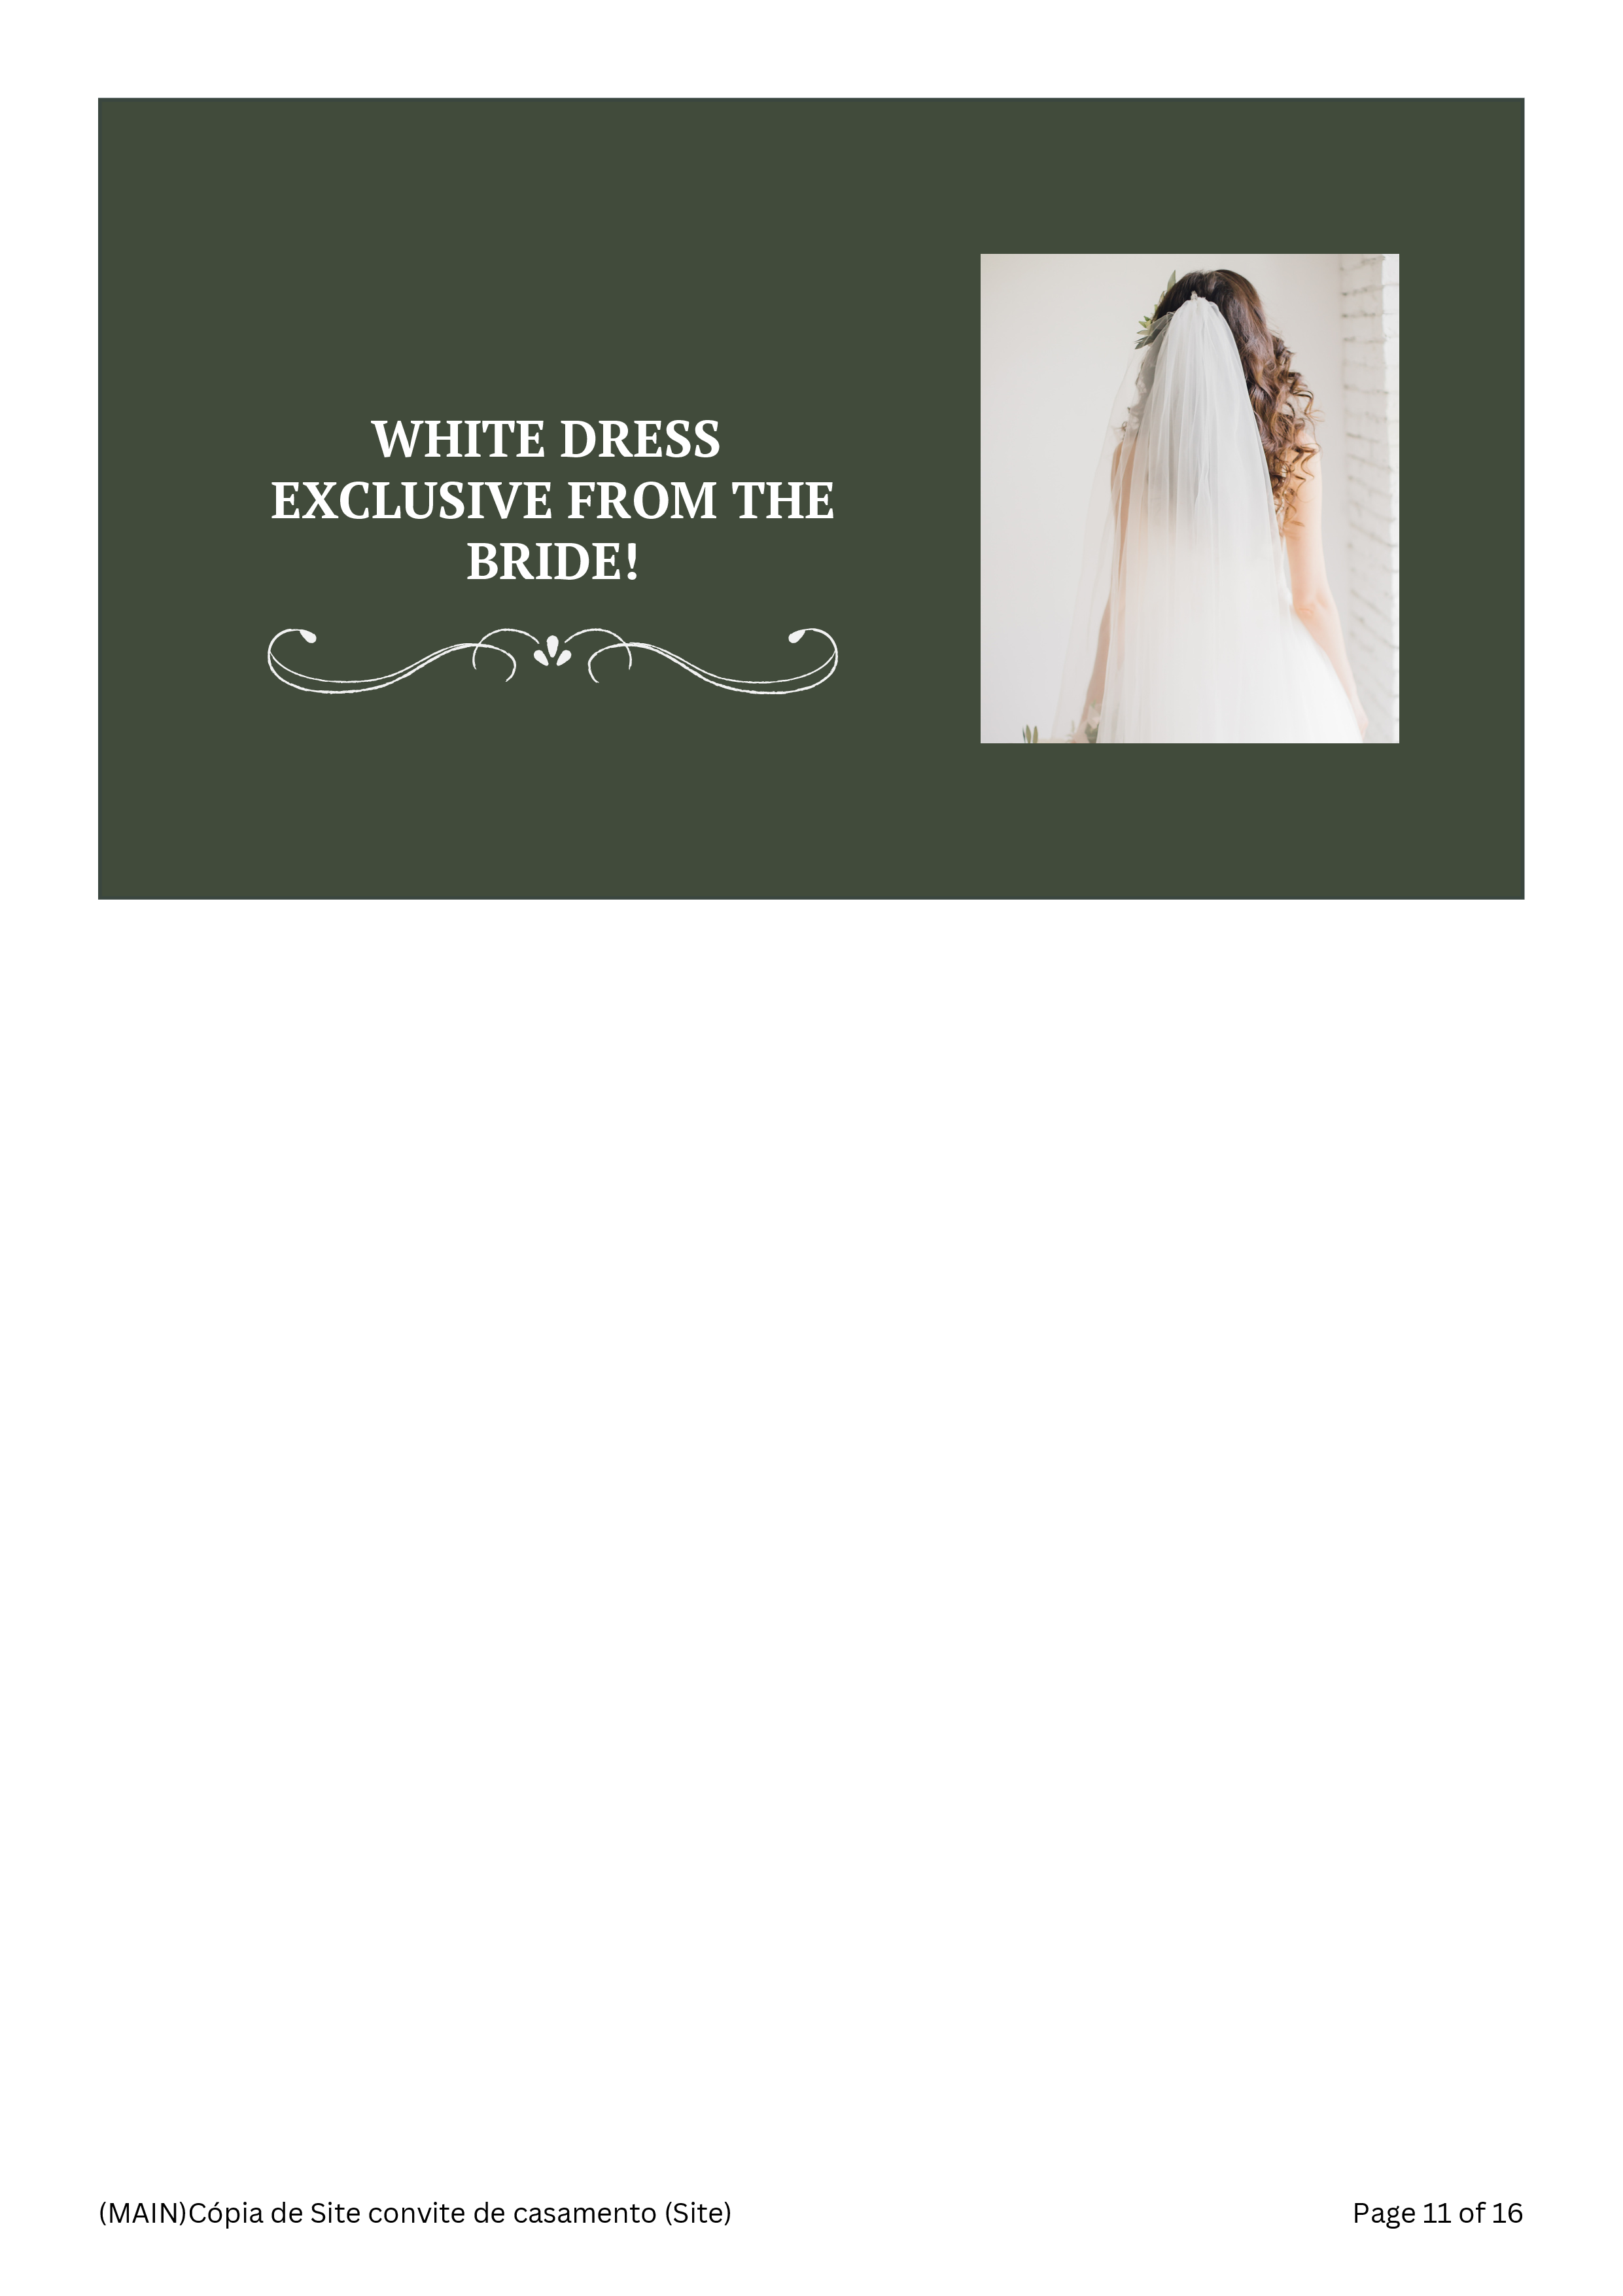 WHITE DRESS
EXCLUSIVE FROM THE
BRIDE!
(MAIN)Cópia de Site convite de casamento (Site)
Page 11 of 16